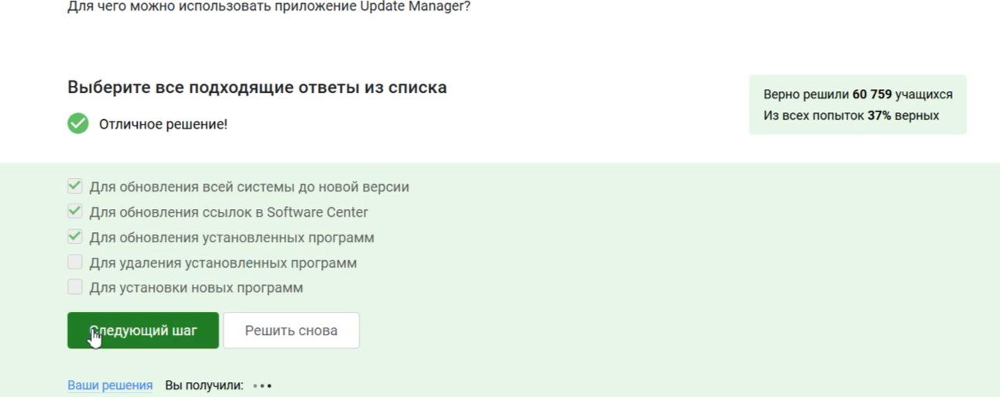 Для чего можно использовать приложение Update Manager?
Выберите все подходящие ответы из списка
Верно решили 60 759 учащихся
Из всех попыток 37% верных
Отличное решение!
Для обновления всей системы до новой версии
Для обновления ссылок в Software Center
Для обновления установленных программ
Для удаления установленных программ
Для установки новых программ
Следующий шаг
Решить снова
Ваши решения Вы получили: